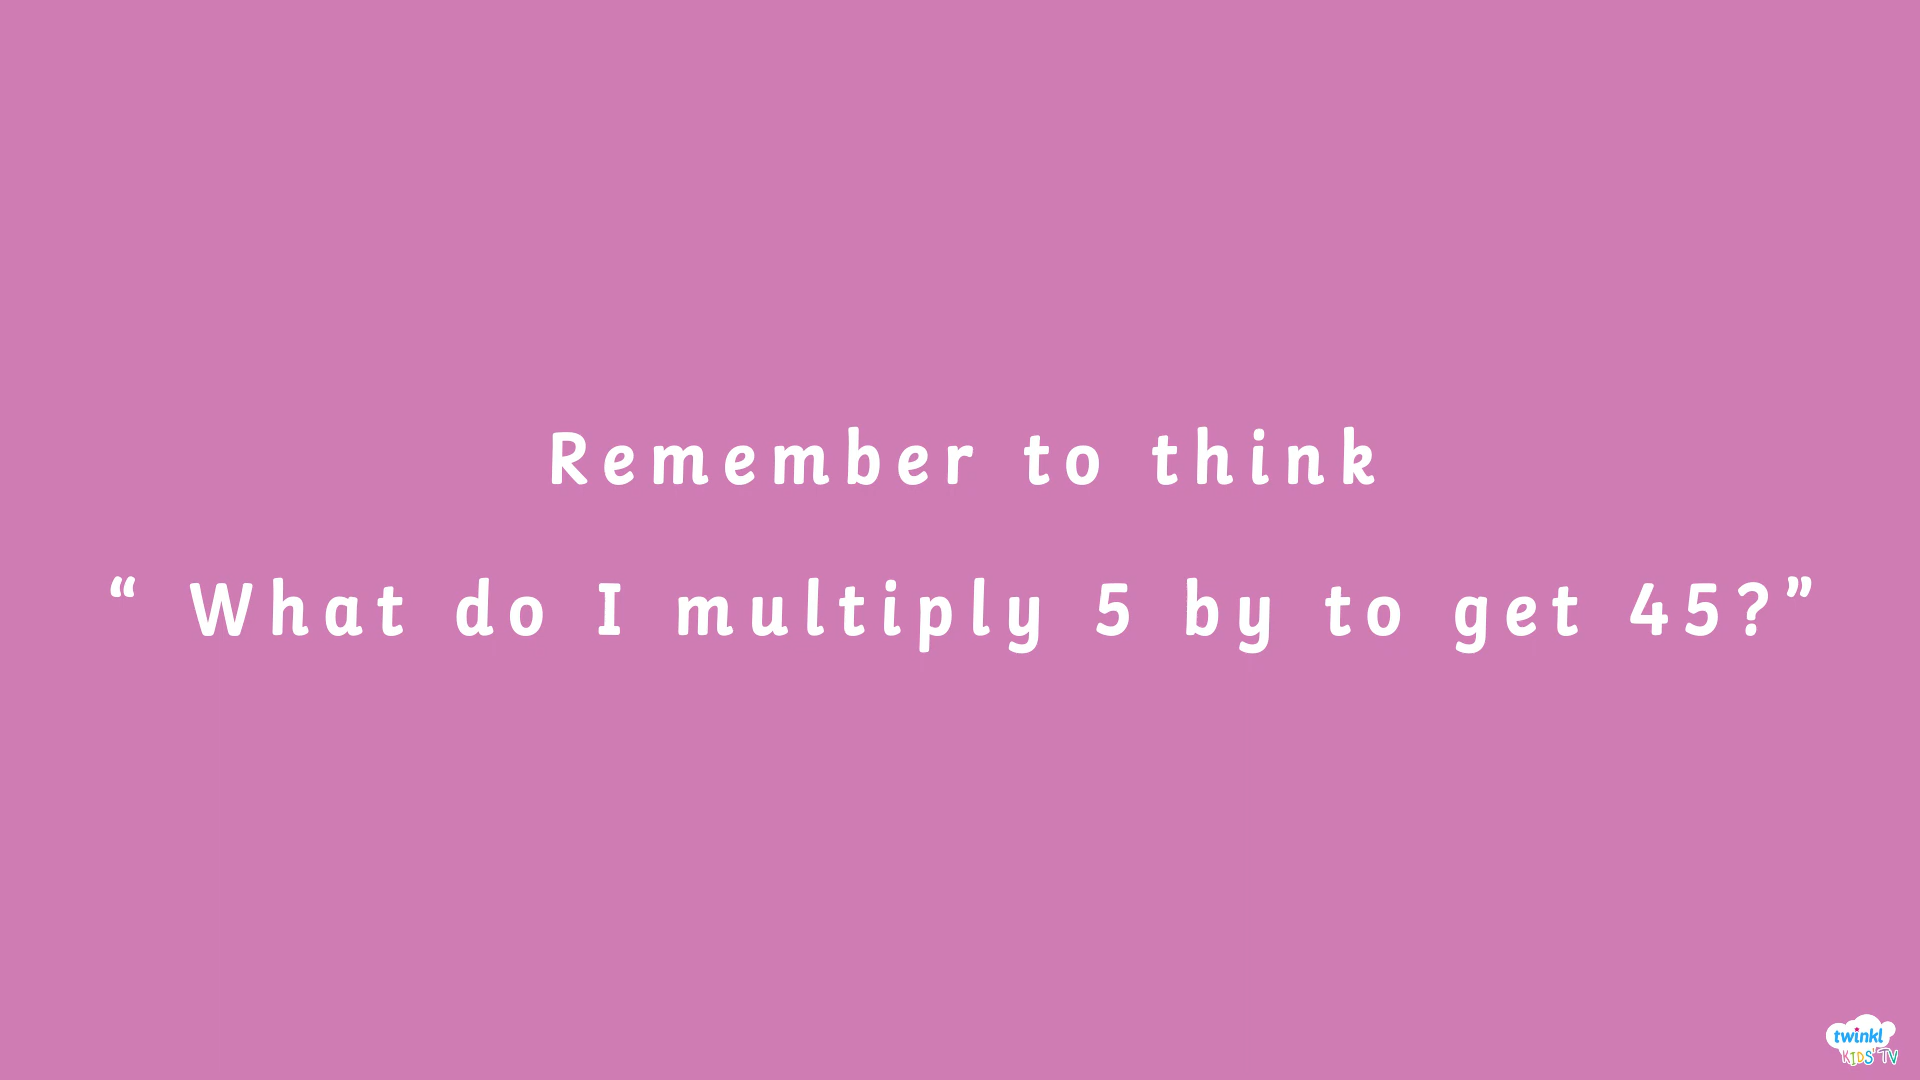 Remember to think
“ What do I multiply 5 by to get 45?”
twinkl
KIDS' TV